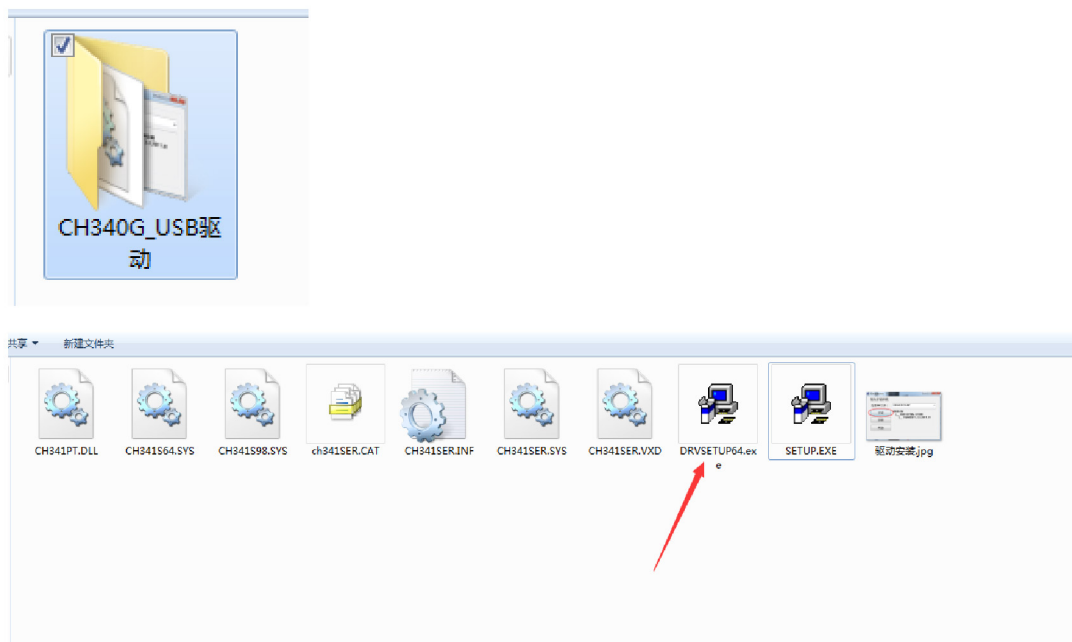 CH340G_USB驱
动
共享
新建文件夹
CH341PT.DLL
CH341S64.SYS
CH341S98.SYS
ch341SER.CAT
CH341SER.INF
CH341SER.SYS
CH341SER.VXD
DRVSETUP64.ex
e
SETUP.EXE
驱动安装.jpg